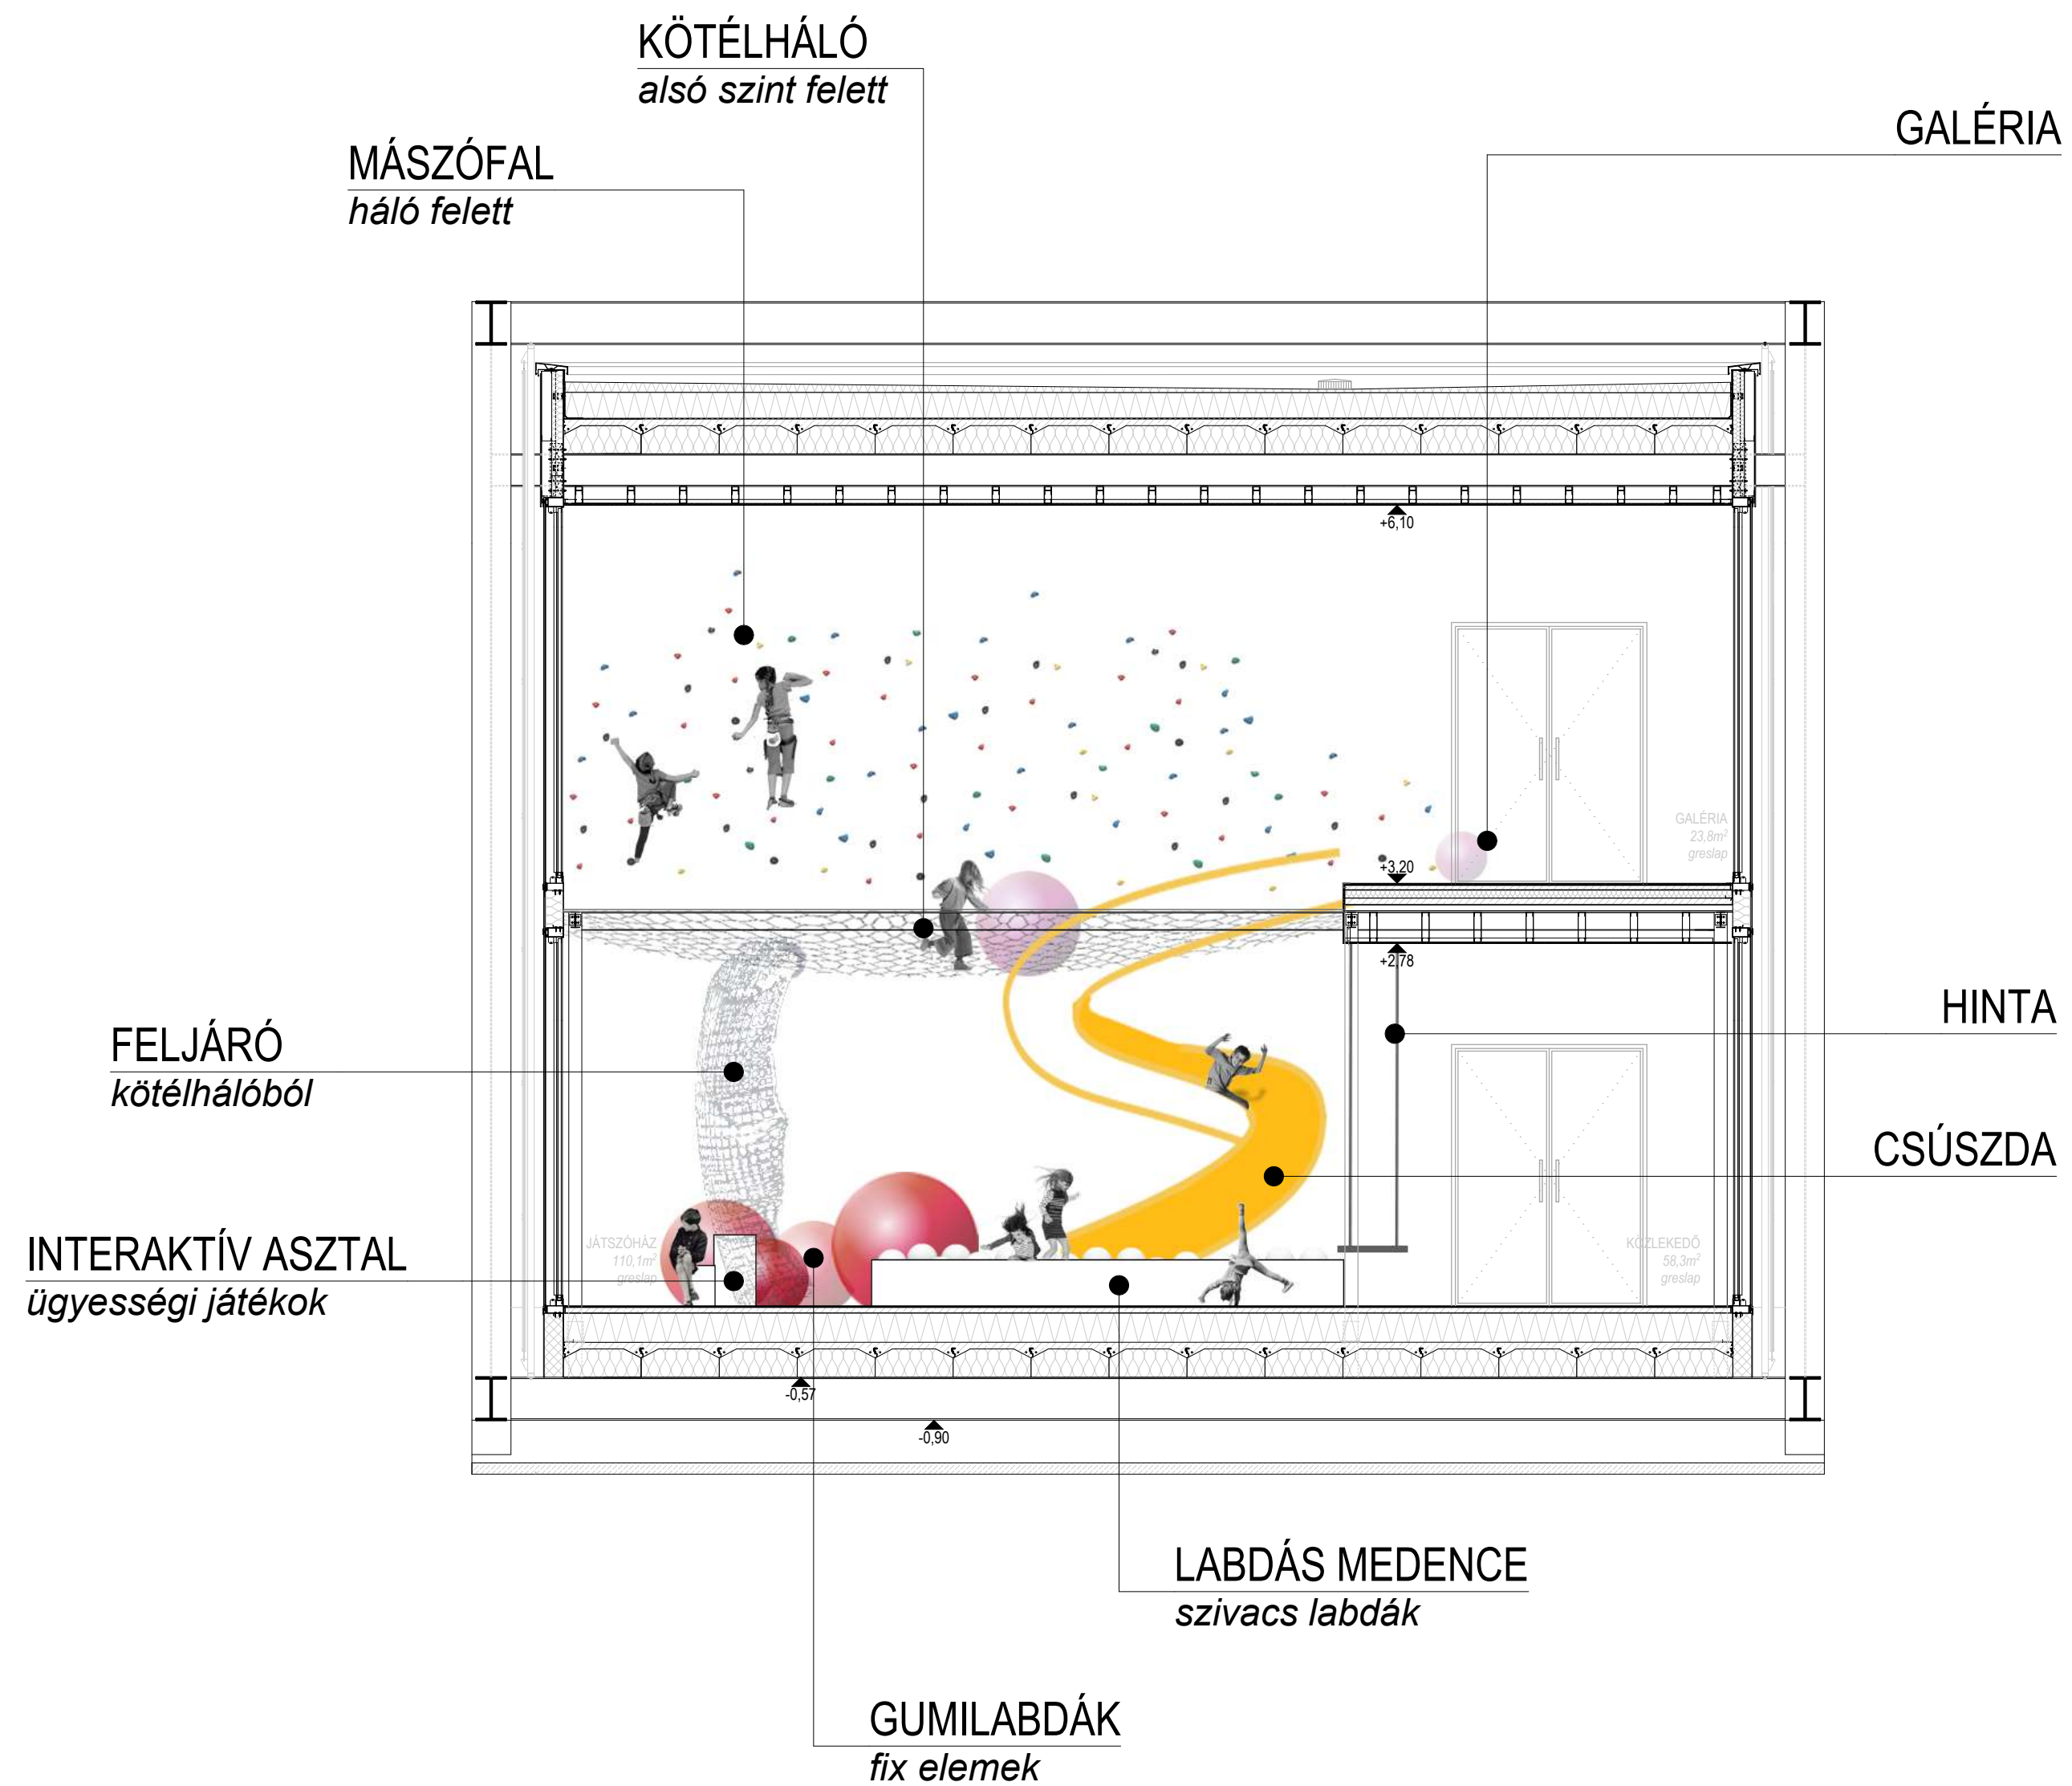 KÖTÉLHÁLÓ
alsó szint felett
GALÉRIA
MÁSZÓFAL
háló felett
+6,10
GALÉRIA
23,8m²
greslap
+3,20
+2,78
HINTA
FELJÁRÓ
kötélhálóból
CSÚSZDA
INTERAKTÍV ASZTAL
ügyességi játékok
JÁTSZÓHÁZ
110,1m²
greslap
KÖZLEKEDŐ
58,3m²
greslap
-0,57
-0,90
LABDÁS MEDENCE
szivacs labdák
GUMILABDÁK
fix elemek